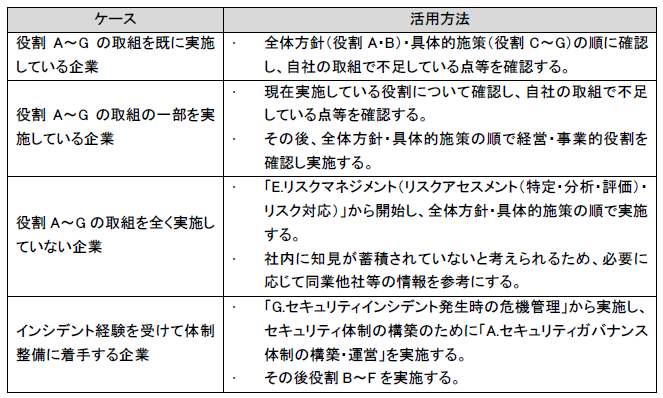 ケース
活用方法
役割 A～G の取組を既に実施
している企業
・ 全体方針（役割 A・B）・具体的施策（役割 C～G）の順に確認
し、自社の取組で不足している点等を確認する。
役割 A～G の取組の一部を実
施している企業
・ 現在実施している役割について確認し、自社の取組で不足
している点等を確認する。
・ その後、全体方針・具体的施策の順で経営・事業的役割を
確認し実施する。
役割 A～G の取組を全く実施し
ていない企業
・ 「E.リスクマネジメント（リスクアセスメント（特定・分析・評価）・
リスク対応）」から開始し、全体方針・具体的施策の順で実施
する。
・ 社内に知見が蓄積されていないと考えられるため、必要に
応じて同業他社等の情報を参考にする。
インシデント経験を受けて体制
整備に着手する企業
・ 「G.セキュリティインシデント発生時の危機管理」から実施し、
セキュリティ体制の構築のために「A.セキュリティガバナンス
体制の構築・運営」を実施する。
・ その後役割 B～F を実施する。